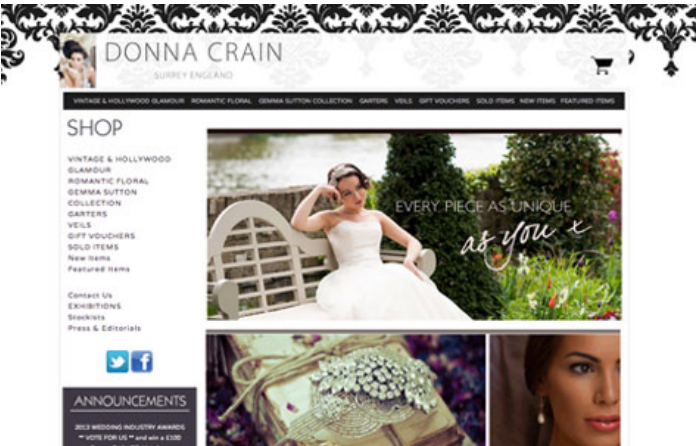 DONNA CRAIN
SURREY ENGLAND
VINTAGE & HOLLYWOOD GLAMOUR ROMANTIC FLORAL GEMMA SUTTON COLLECTION GARTERS VEILS GIFT VOUCHERS SOLD ITEMS NEW ITEMS FEATURED ITEMS
SHOP
VINTAGE & HOLLYWOOD
GLAMOUR
ROMANTIC FLORAL
GEMMA SUTTON
COLLECTION
GARTERS
VEILS
GIFT VOUCHERS
SOLD ITEMS
New Items
Featured Items
Contact Us
EXHIBITIONS
Stockists
Press & Editorials
ANNOUNCEMENTS
2013 WEDDING INDUSTRY AWARDS
** VOTE FOR US ** and win a £100
EVERY PIECE AS UNIQUE
as you x